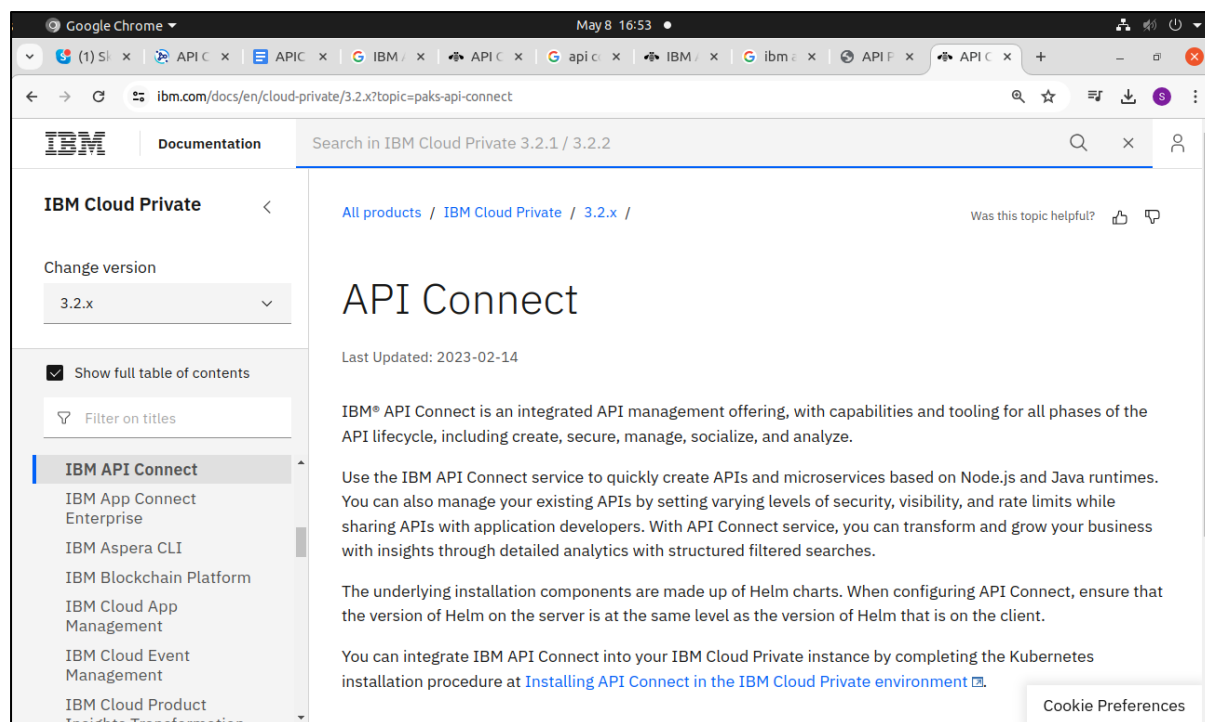 Google Chrome
May 8 16:53
(1) Sk
API C
APIC
IBM A
API C
api co
IBM A
ibm a
API P
API C
ibm.com/docs/en/cloud-private/3.2.x?topic=paks-api-connect
S
IBM
Documentation
Search in IBM Cloud Private 3.2.1 / 3.2.2
IBM Cloud Private
Change version
3.2.x
Show full table of contents
Filter on titles
IBM API Connect
IBM App Connect
Enterprise
IBM Aspera CLI
IBM Blockchain Platform
IBM Cloud App
Management
IBM Cloud Event
Management
IBM Cloud Product
Insights Transformation
All products / IBM Cloud Private / 3.2.x /
Was this topic helpful?
API Connect
Last Updated: 2023-02-14
IBM® API Connect is an integrated API management offering, with capabilities and tooling for all phases of the
API lifecycle, including create, secure, manage, socialize, and analyze.
Use the IBM API Connect service to quickly create APIs and microservices based on Node.js and Java runtimes.
You can also manage your existing APIs by setting varying levels of security, visibility, and rate limits while
sharing APIs with application developers. With API Connect service, you can transform and grow your business
with insights through detailed analytics with structured filtered searches.
The underlying installation components are made up of Helm charts. When configuring API Connect, ensure that
the version of Helm on the server is at the same level as the version of Helm that is on the client.
You can integrate IBM API Connect into your IBM Cloud Private instance by completing the Kubernetes
installation procedure at Installing API Connect in the IBM Cloud Private environment.
Cookie Preferences